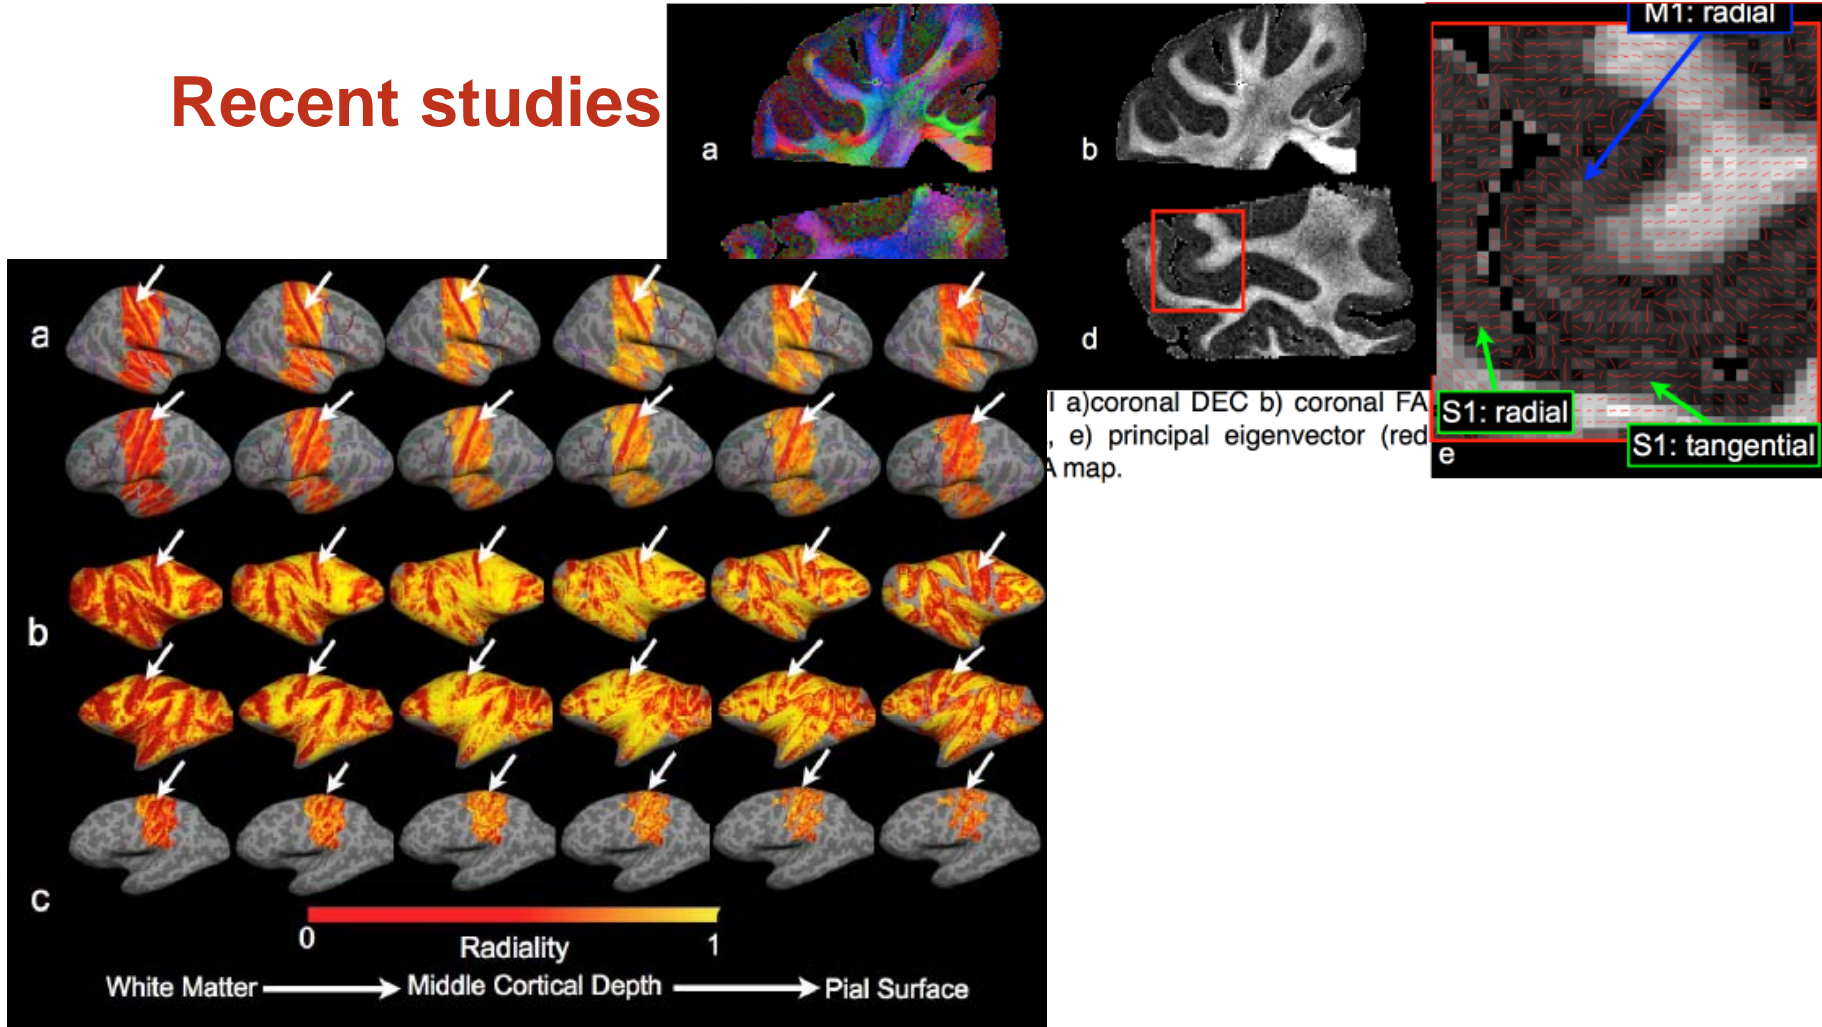 Recent studies
a
b
d
M1: radial
S1: radial
S1: tangential
e
a)coronal DEC b) coronal FA
, e) principal eigenvector (red
map.
a
b
c
0
1
Radiality
White Matter
Middle Cortical Depth
Pial Surface